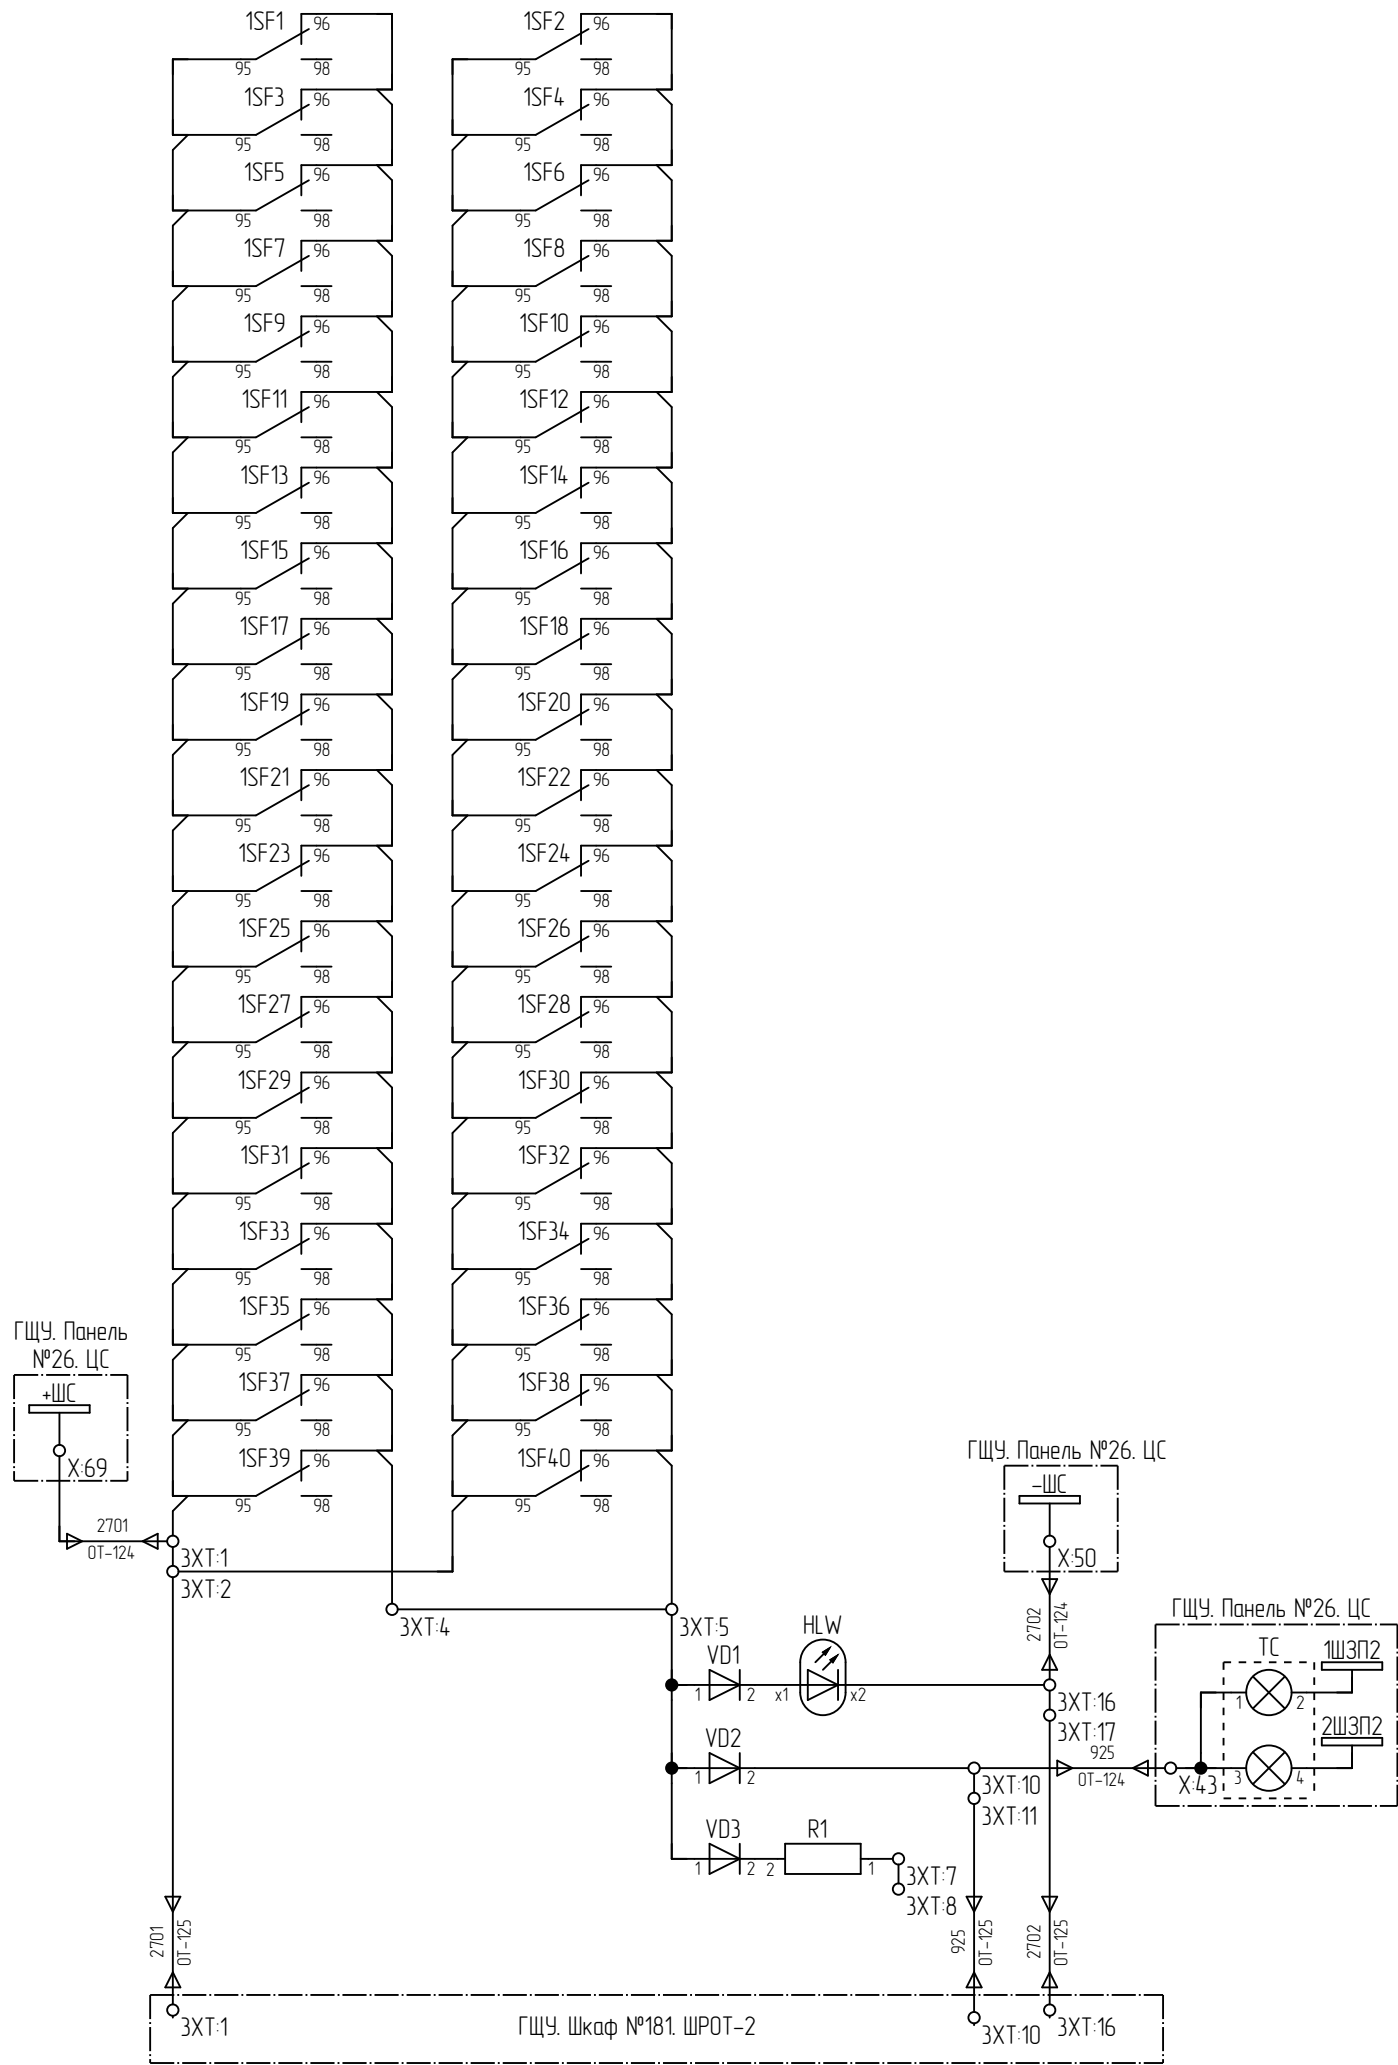 1SF1 96 1SF2 96
95 98 95 98
1SF3 96 1SF4 96
95 98 95 98
1SF5 96 1SF6 96
95 98 95 98
1SF7 96 1SF8 96
95 98 95 98
1SF9 96 1SF10 96
95 98 95 98
1SF11 96 1SF12 96
95 98 95 98
1SF13 96 1SF14 96
95 98 95 98
1SF15 96 1SF16 96
95 98 95 98
1SF17 96 1SF18 96
95 98 95 98
1SF19 96 1SF20 96
95 98 95 98
1SF21 96 1SF22 96
95 98 95 98
1SF23 96 1SF24 96
95 98 95 98
1SF25 96 1SF26 96
95 98 95 98
1SF27 96 1SF28 96
95 98 95 98
1SF29 96 1SF30 96
95 98 95 98
1SF31 96 1SF32 96
95 98 95 98
1SF33 96 1SF34 96
95 98 95 98
1SF35 96 1SF36 96
95 98 95 98
1SF37 96 1SF38 96
95 98 95 98
1SF39 96 1SF40 96
95 98 95 98
ГЩУ. Панель
№26. ЦС
+ШС
X:69
2701
ОТ-124
3XT:1
3XT:2
3XT:4
3XT:5
ГЩУ. Панель №26. ЦС
-ШС
X:50
2702
ОТ-124
VD1
1 2
HLW
x1 x2
3XT:16
3XT:17
VD2
1 2
3XT:10
3XT:11
925
ОТ-124
ГЩУ. Панель №26. ЦС
ТС
1 2
1ШЗП2
3 4
2ШЗП2
X:43
VD3
1 2
R1
2 1
3XT:7
3XT:8
2701
ОТ-125
925
ОТ-125
2702
ОТ-125
3XT:1
ГЩУ. Шкаф №181. ШРОТ-2
3XT:10
3XT:16